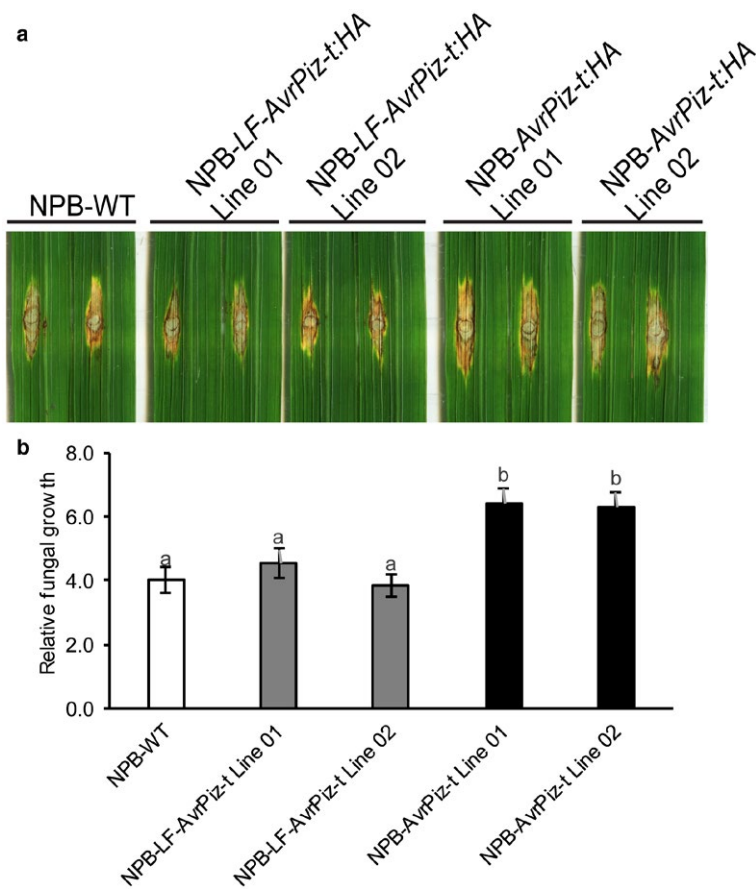 a
NPB-WT
NPB-LF-AvrPiz-t:HA
Line 01
NPB-LF-AvrPiz-t:HA
Line 02
NPB-AvrPiz-t:HA
Line 01
NPB-AvrPiz-t:HA
Line 02
b
Relative fungal growth
8.0
6.0
4.0
2.0
0.0
a
a
a
b
b
NPB-WT
NPB-LF-AvrPiz-t Line 01
NPB-LF-AvrPiz-t Line 02
NPB-AvrPiz-t Line 01
NPB-AvrPiz-t Line 02